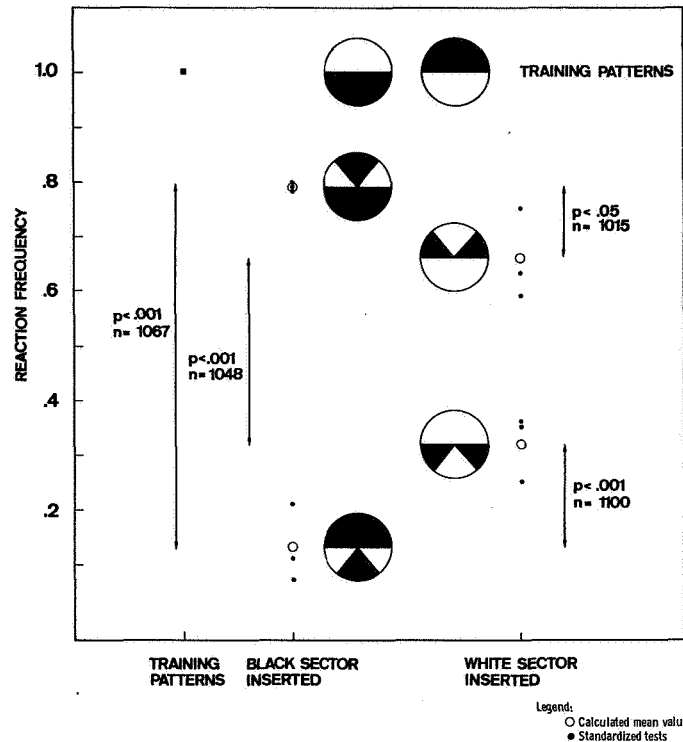 1.0
TRAINING PATTERNS
.8
p< .05
n= 1015
.6
REACTION FREQUENCY
p< .001
n= 1067
p<.001
n= 1048
.4
p< .001
n= 1100
.2
TRAINING
PATTERNS
BLACK SECTOR
INSERTED
WHITE SECTOR
INSERTED
Legend:
Calculated mean valu
Standardized tests